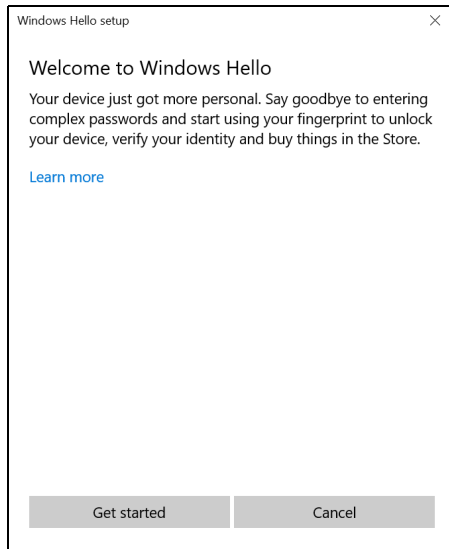 Windows Hello setup
Welcome to Windows Hello
Your device just got more personal. Say goodbye to entering
complex passwords and start using your fingerprint to unlock
your device, verify your identity and buy things in the Store.
Learn more
Get started
Cancel